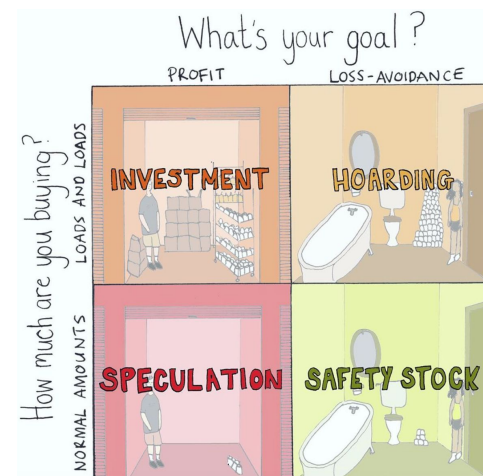 What's your goal?
PROFIT
LOSS-AVOIDANCE
How much are you buying?
LOADS AND LOADS
INVESTMENT
HOARDING
NORMAL AMOUNTS
SPECULATION
SAFETY STOCK